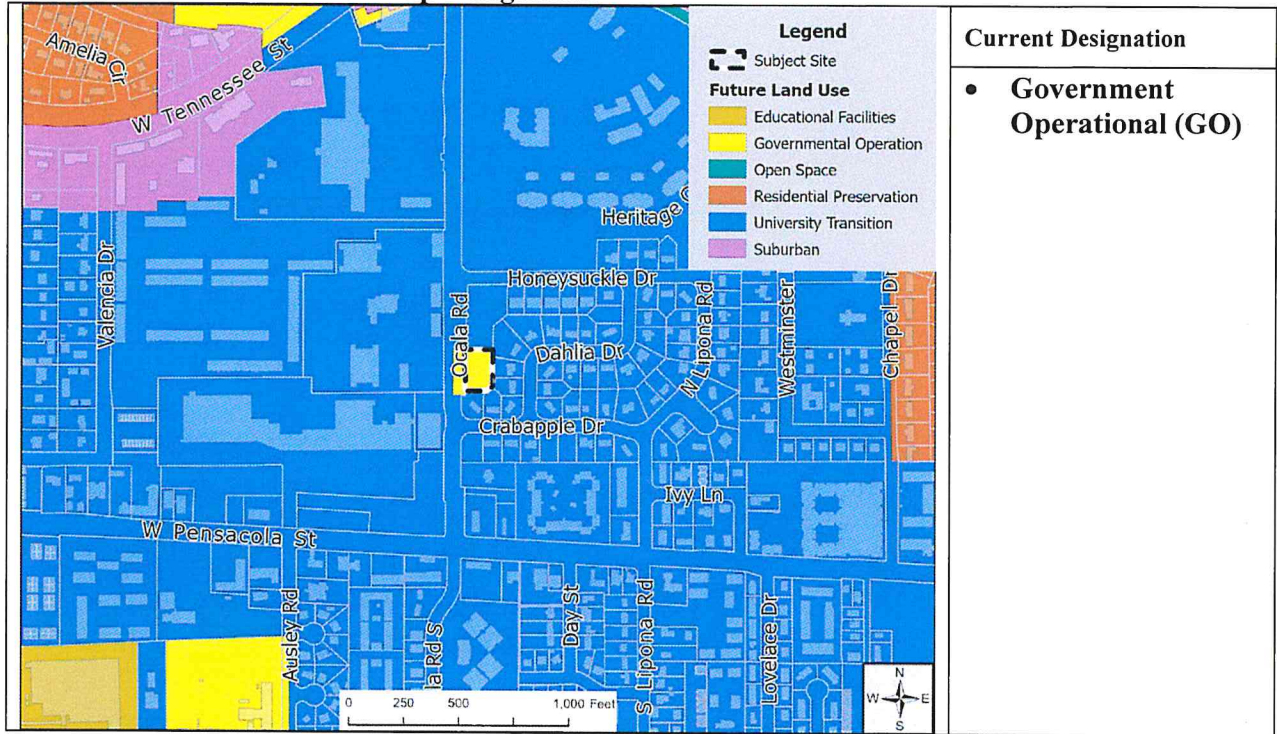 Legend
Subject Site
Future Land Use
Educational Facilities
Governmental Operation
Open Space
Residential Preservation
University Transition
Suburban
Amelia Cir
W Tennessee St
Heritage
Honeysuckle Dr
Valencia Dr
Ocala Rd
Dahlia Dr
N Lipona Rd
Westminster
Chapel Dr
Crabapple Dr
Ivy Ln
W Pensacola St
Ausley Rd
la Rd S
Day St
S Lipona Rd
Lovelace Dr
0 250 500 1,000 Feet
N
W E
S
Current Designation
• Government
Operational (GO)